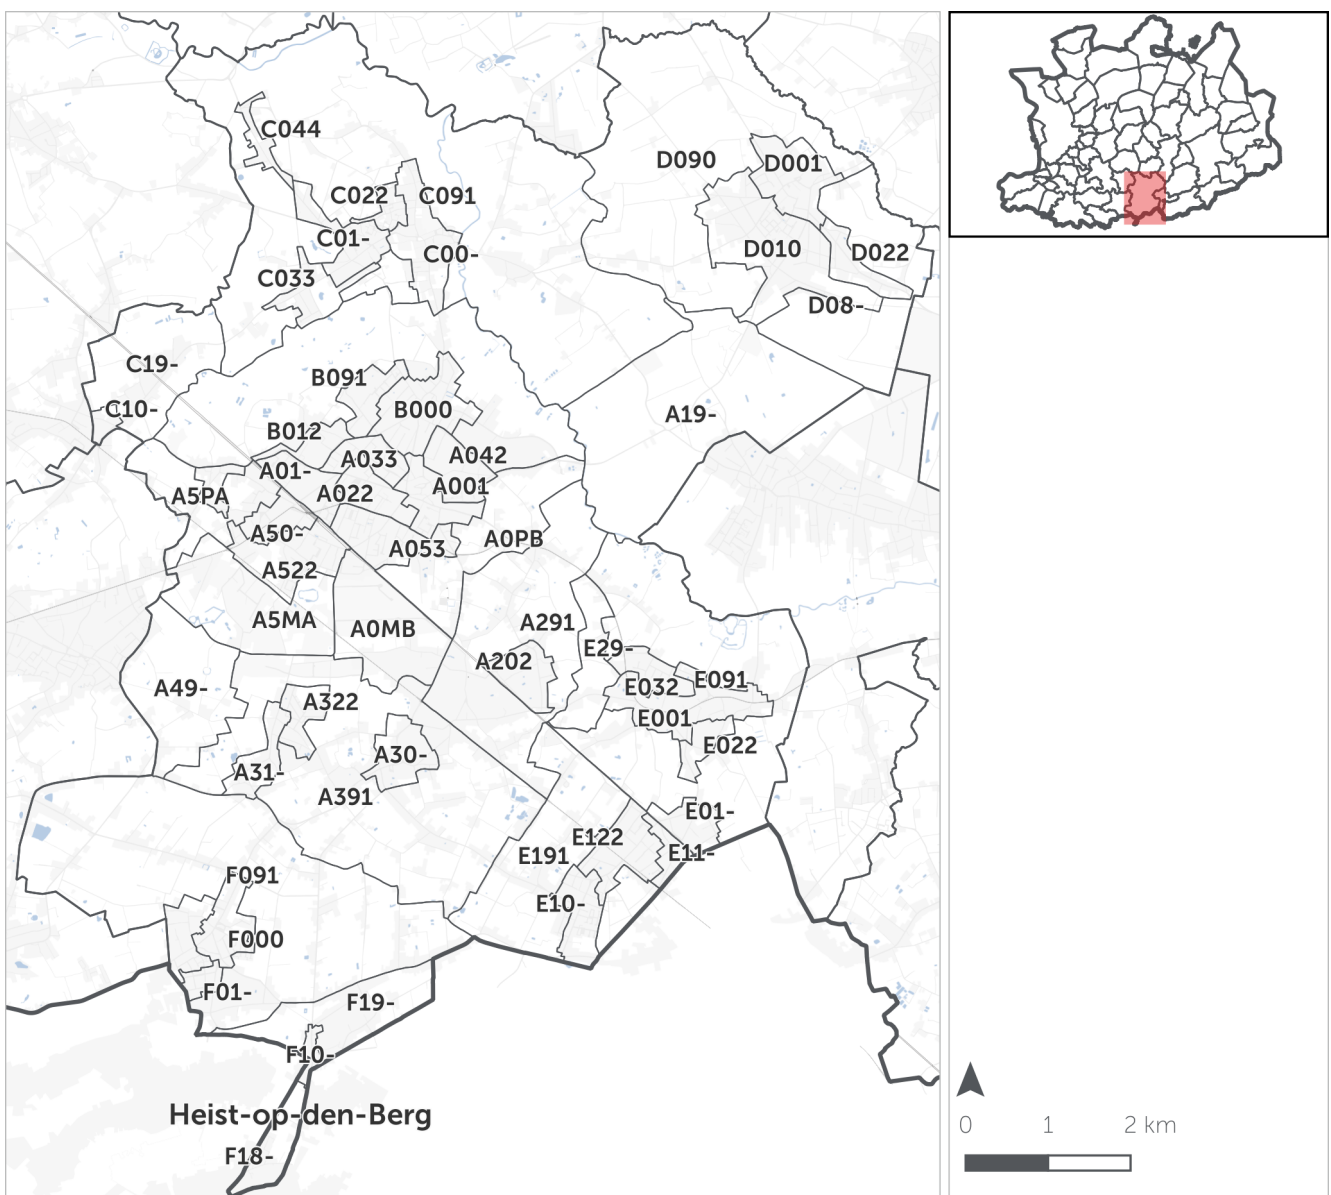 C044
D090
D001
C022
C091
C01-
C00-
D010
D022
C033
D08-
C19-
B091
C10-
B000
A19-
B012
A01-
A033
A042
A5PA
A022
A001
A50-
A053
A0PB
A522
A5MA
A0MB
A291
E29-
A202
A49-
A322
E032
E091
E001
A30-
E022
A31-
A391
E01-
E122
E191
E11-
F091
E10-
F000
F01-
F19-
F10-
Heist-op-den-Berg
F18-
0 1 2 km